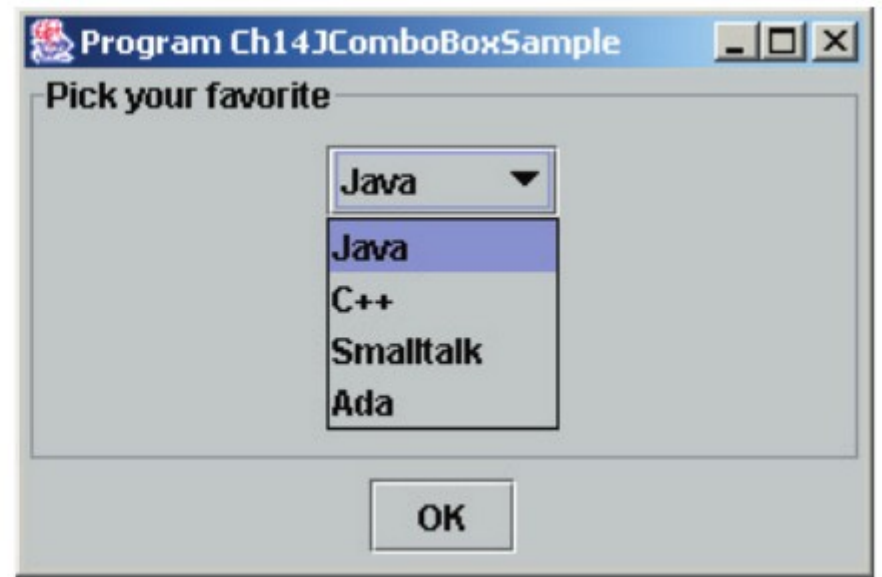 Program Ch14JComboBoxSample
Pick your favorite
Java
Java
C++
Smalltalk
Ada
OK